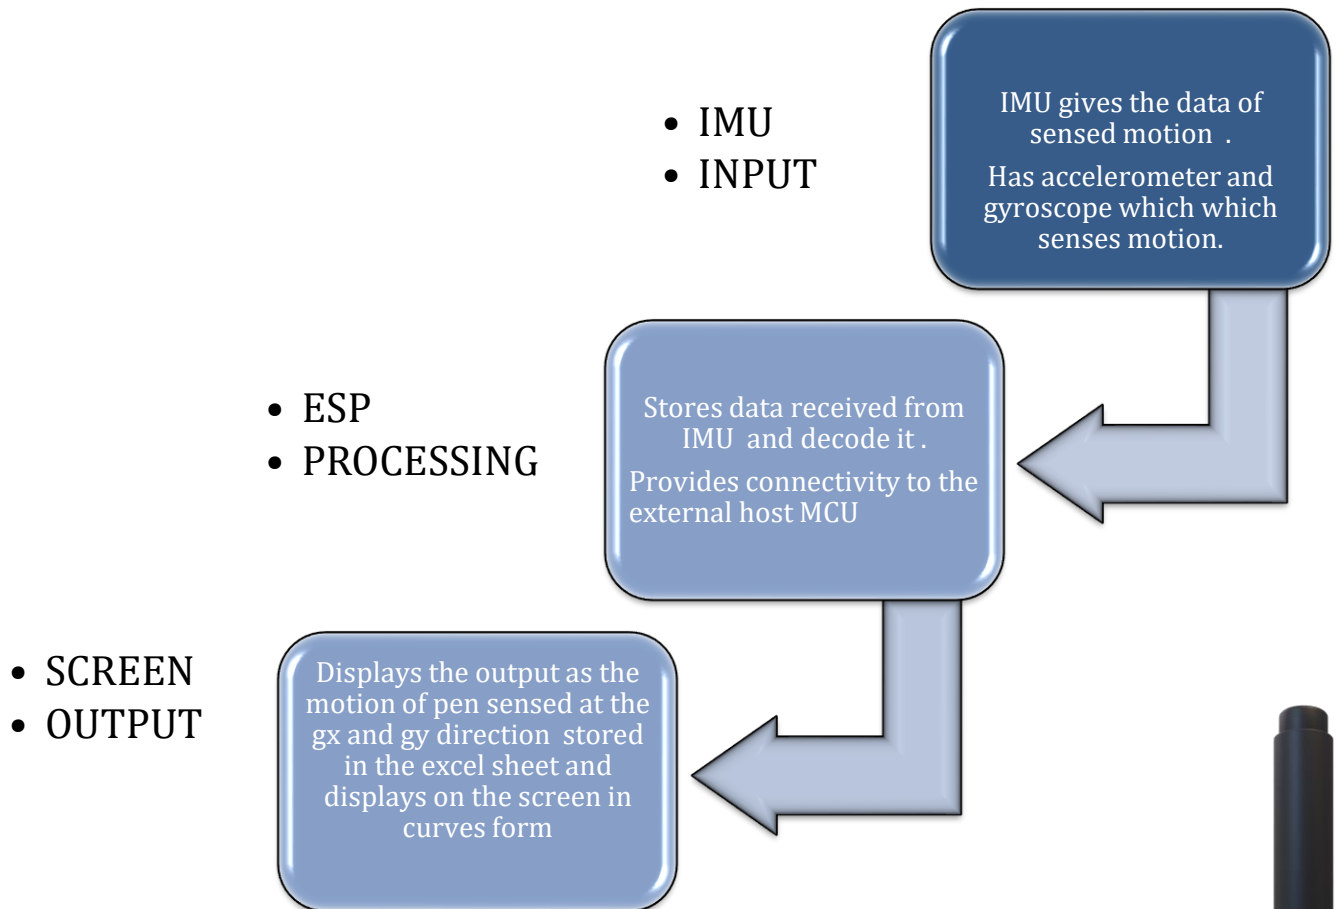 • IMU
• INPUT
IMU gives the data of
sensed motion .
Has accelerometer and
gyroscope which which
senses motion.
• ESP
• PROCESSING
Stores data received from
IMU and decode it .
Provides connectivity to the
external host MCU
• SCREEN
• OUTPUT
Displays the output as the
motion of pen sensed at the
gx and gy direction stored
in the excel sheet and
displays on the screen in
curves form